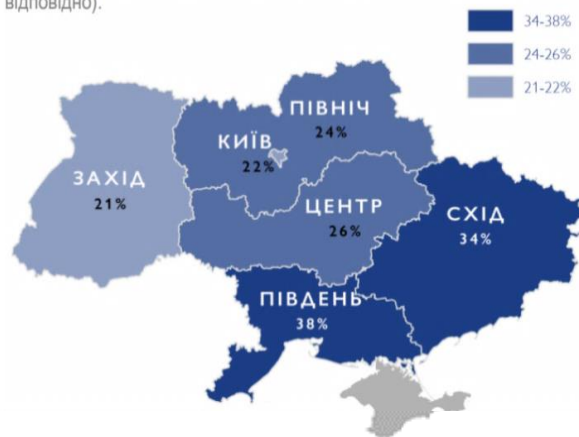 відповідно).
34-38%
24-26%
21-22%
ПІВНІЧ
24%
КИЇВ
22%
ЗАХІД
21%
ЦЕНТР
26%
СХІД
34%
ПІВДЕНЬ
38%